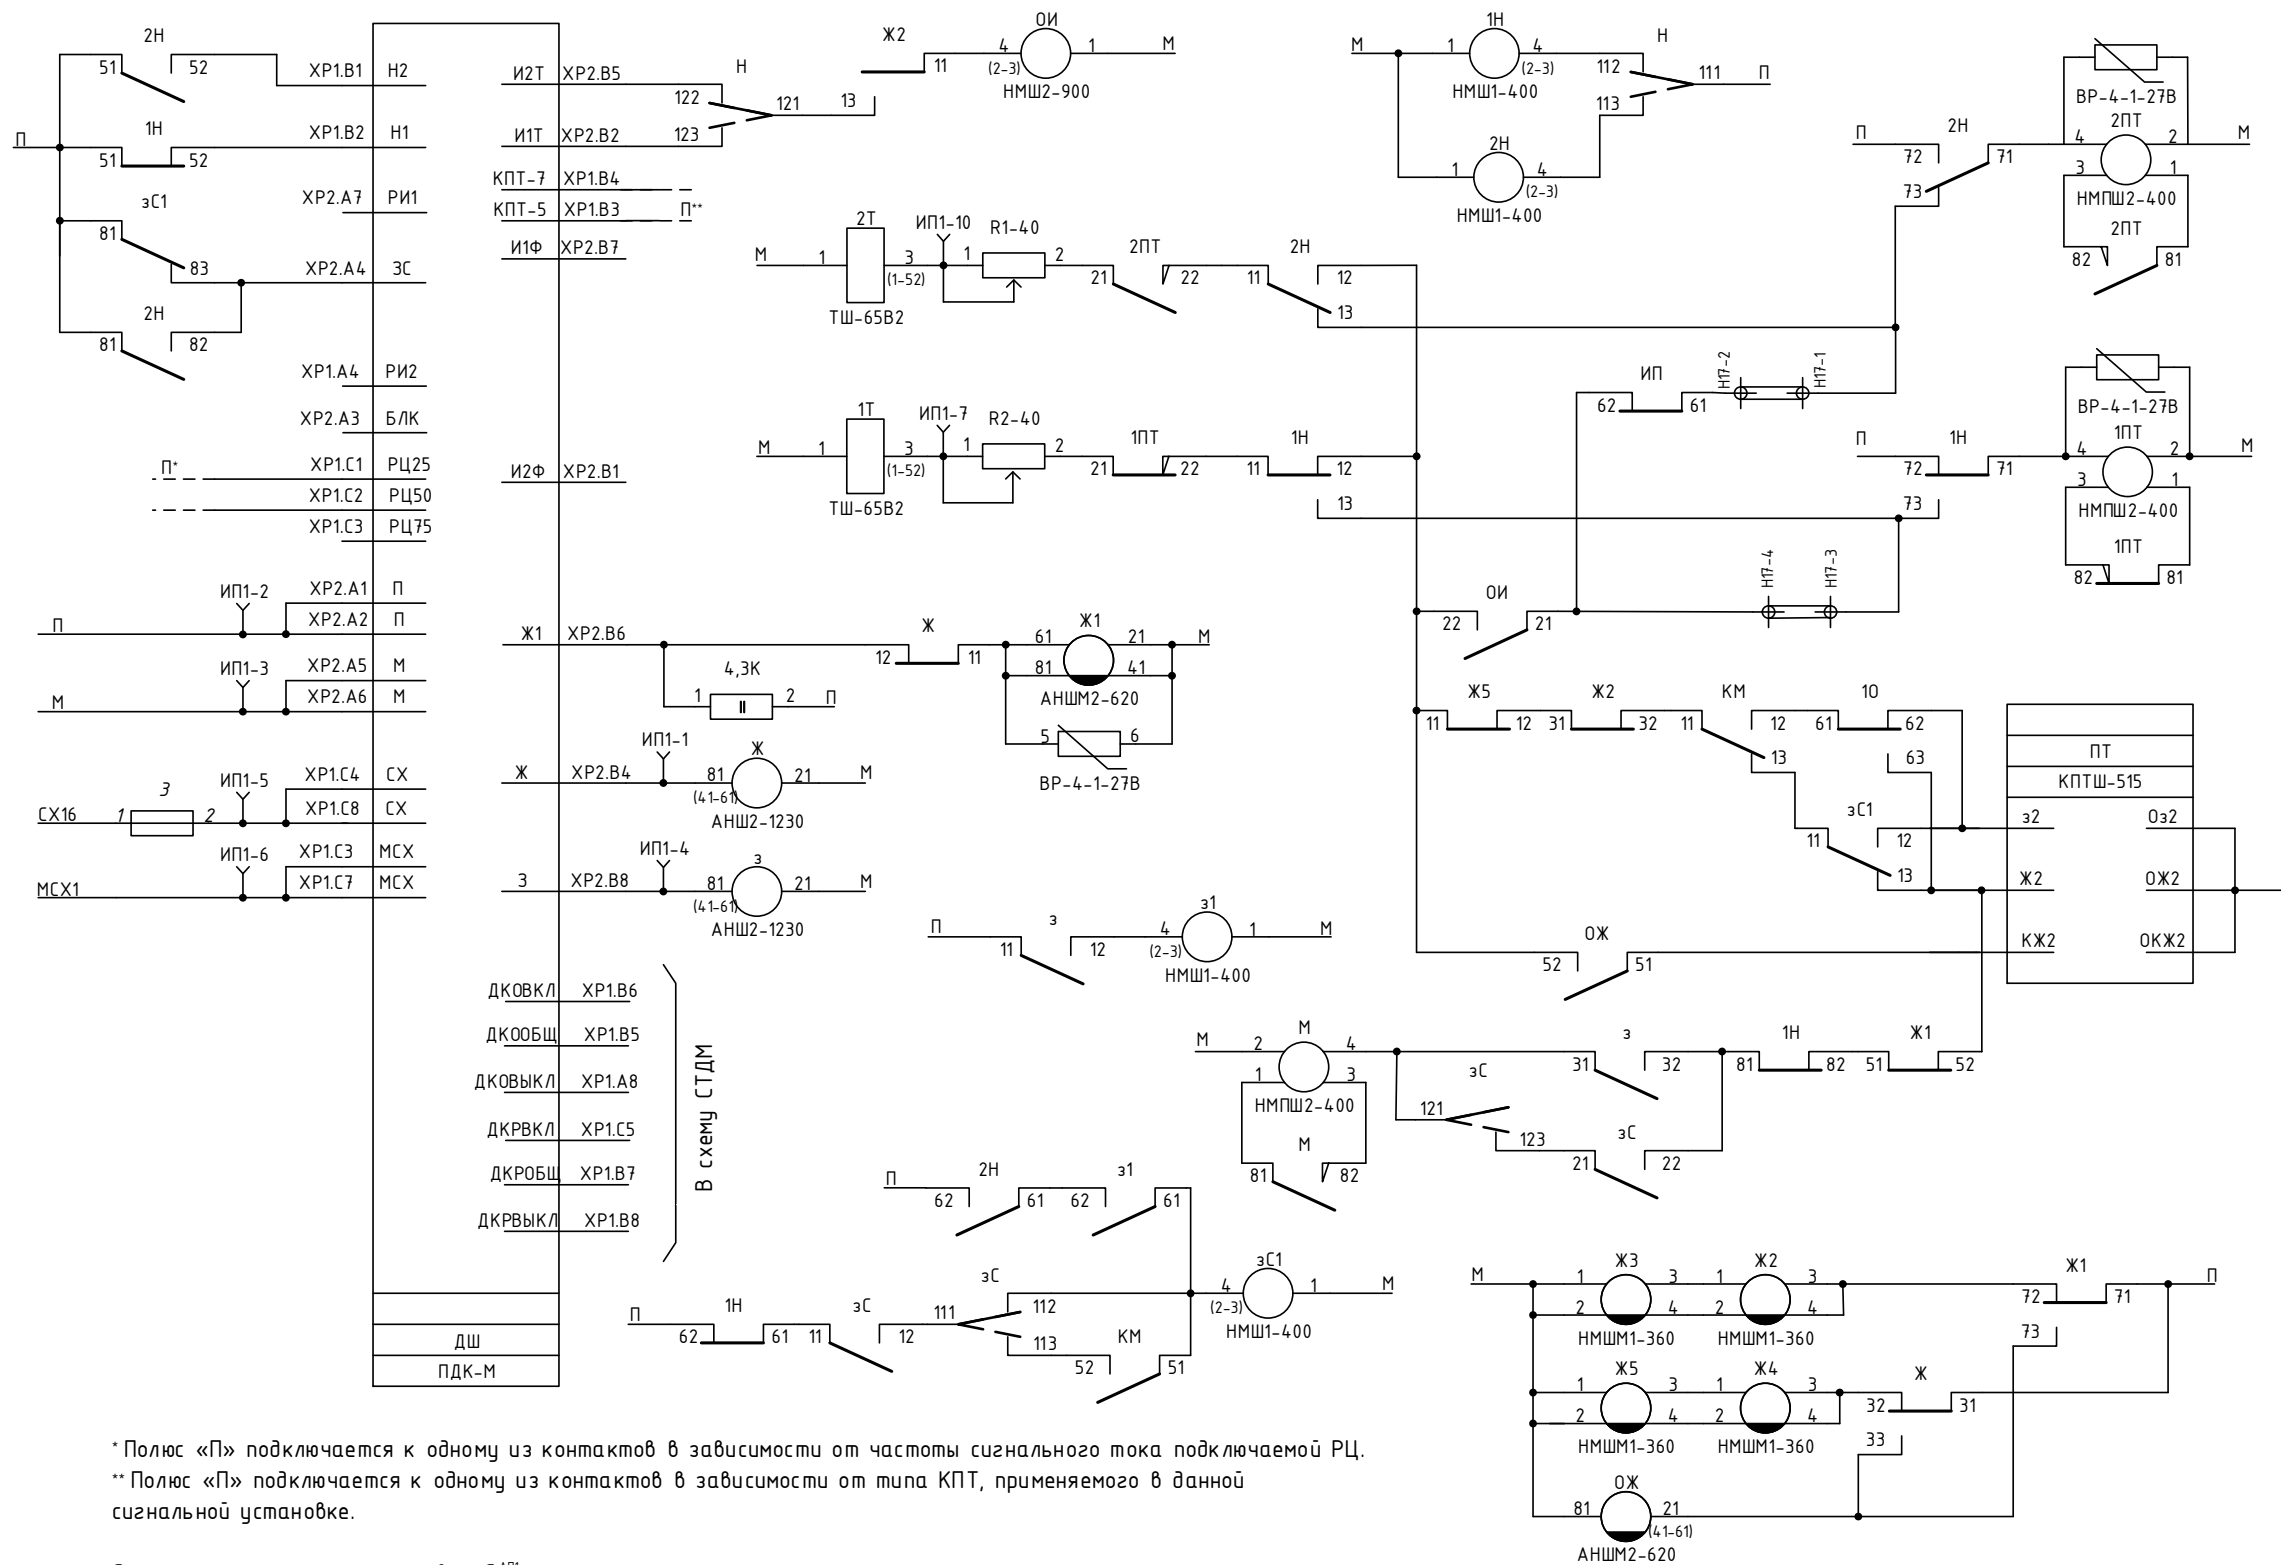 2Н
51
52
ХР1.В1
Н2
П
1Н
ХР1.В2
Н1
51
52
ХР2.А7
РИ1
зС1
81
83
ХР2.А4
ЗС
2Н
81
82
ХР1.А4
РИ2
ХР2.А3
БЛК
П*
ХР1.С1
РЦ25
ХР1.С2
РЦ50
ХР1.С3
РЦ75
ИП1-2
ХР2.А1
П
П
ХР2.А2
П
ИП1-3
ХР2.А5
М
М
ХР2.А6
М
ИП1-5
ХР1.С4
СХ
СХ16
1
3
2
ХР1.С8
СХ
ИП1-6
ХР1.С3
МСХ
МСХ1
ХР1.С7
МСХ
И2Т
ХР2.В5
И1Т
ХР2.В2
КПТ-7
ХР1.В4
КПТ-5
ХР1.В3
П**
И1Ф
ХР2.В7
И2Ф
ХР2.В1
Ж1
ХР2.В6
Ж
ХР2.В4
З
ХР2.В8
ДКОВКЛ
ХР1.В6
ДКООБЩ
ХР1.В5
ДКОВЫКЛ
ХР1.А8
ДКРВКЛ
ХР1.С5
ДКРОБЩ
ХР1.В7
ДКРВЫКЛ
ХР1.В8
В схему СТДМ
ДШ
ПДК-М
Н
122
123
121
13
Ж2
11
ОИ
4
(2-3)
1
М
НМШ2-900
М
1Н
1
4
(2-3)
НМШ1-400
Н
112
111
П
113
2Н
1
4
(2-3)
НМШ1-400
М
2Т
1
3
(1-52)
ТШ-65В2
ИП1-10
R1-40
1
2
2ПТ
21
22
2Н
11
12
13
М
1Т
1
3
(1-52)
ТШ-65В2
ИП1-7
R2-40
1
2
1ПТ
21
22
1Н
11
12
13
П
2Н
72
71
73
ВР-4-1-27В
2ПТ
4
2
М
3
1
НМПШ2-400
2ПТ
82
81
ИП
62
61
Н17-2
Н17-1
П
1Н
72
71
73
ВР-4-1-27В
1ПТ
4
2
М
3
1
НМПШ2-400
1ПТ
82
81
ОИ
22
21
Н17-4
Н17-3
4,3К
1
2
П
Ж
12
11
Ж1
61
21
М
81
41
АНШМ2-620
5
6
ВР-4-1-27В
ИП1-1
Ж
81
(41-61)
21
М
АНШ2-1230
ИП1-4
з
81
(41-61)
21
М
АНШ2-1230
П
з
11
12
з1
4
(2-3)
1
М
НМШ1-400
Ж5
11
12
Ж2
31
32
КМ
11
12
13
1О
61
62
63
зС1
11
12
13
ПТ
КПТШ-515
з2
Оз2
Ж2
ОЖ2
КЖ2
ОКЖ2
ОЖ
52
51
М
М
2
4
1
3
НМПШ2-400
М
81
82
з
31
32
зС
121
123
зС
21
22
1Н
81
82
Ж1
51
52
П
2Н
62
61
з1
62
61
П
1Н
62
61
зС
11
12
зС
111
112
113
КМ
52
51
зС1
4
(2-3)
1
М
НМШ1-400
М
Ж3
1
3
2
4
НМШМ1-360
Ж2
1
3
2
4
НМШМ1-360
Ж1
72
71
73
П
Ж5
1
3
2
4
НМШМ1-360
Ж4
1
3
2
4
НМШМ1-360
Ж
32
31
33
ОЖ
81
21
(41-61)
АНШМ2-620
* Полюс «П» подключается к одному из контактов в зависимости от частоты сигнального тока подключаемой РЦ.
** Полюс «П» подключается к одному из контактов в зависимости от типа КПТ, применяемого в данной
сигнальной установке.